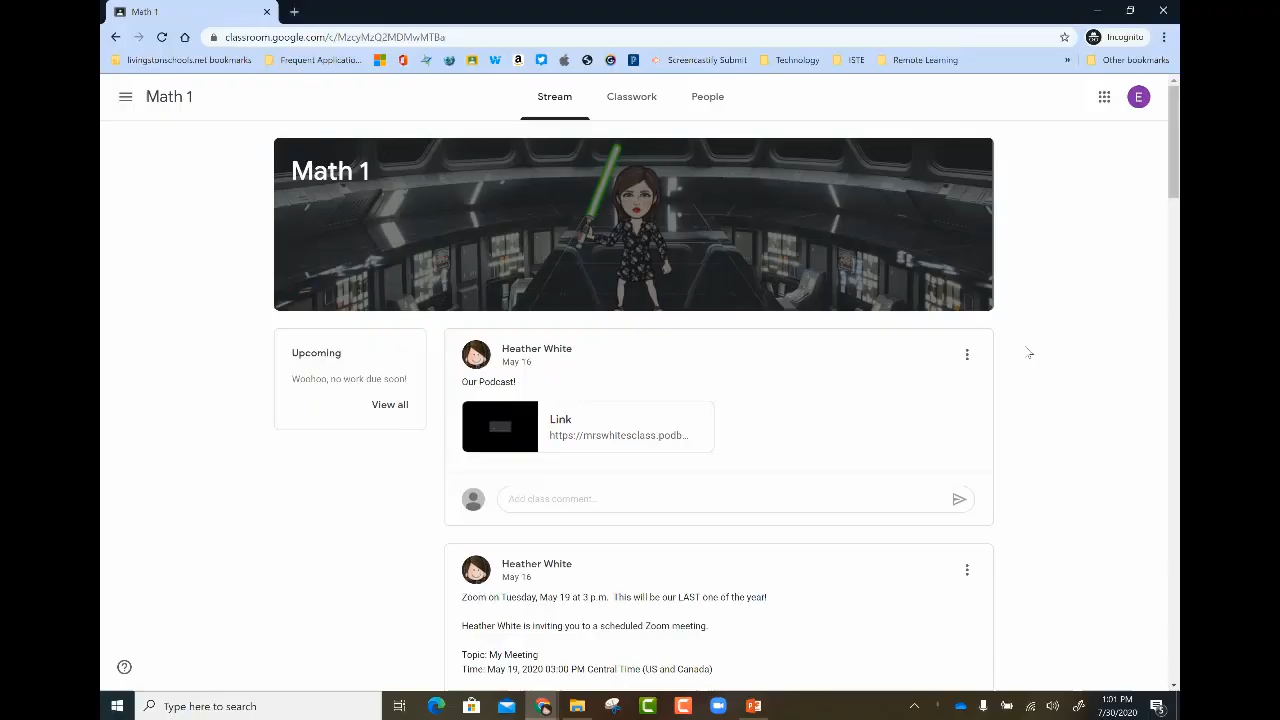 Math 1
classroom.google.com/c/MzcyMzQ2MDMwMTBa
Incognito
livingstonschools.net bookmarks
Frequent Applicatio...
Screencastify Submit
Technology
ISTE
Remote Learning
»
Other bookmarks
Math 1
Stream
Classwork
People
E
Math 1
Upcoming
Woohoo, no work due soon!
View all
Heather White
May 16
Our Podcast!
Link
https://mrswhitesclass.podb...
Add class comment...
Heather White
May 16
Zoom on Tuesday, May 19 at 3 p.m. This will be our LAST one of the year!
Heather White is inviting you to a scheduled Zoom meeting.
Topic: My Meeting
Time: May 19, 2020 03:00 PM Central Time (US and Canada)
Type here to search
1:01 PM
7/30/2020